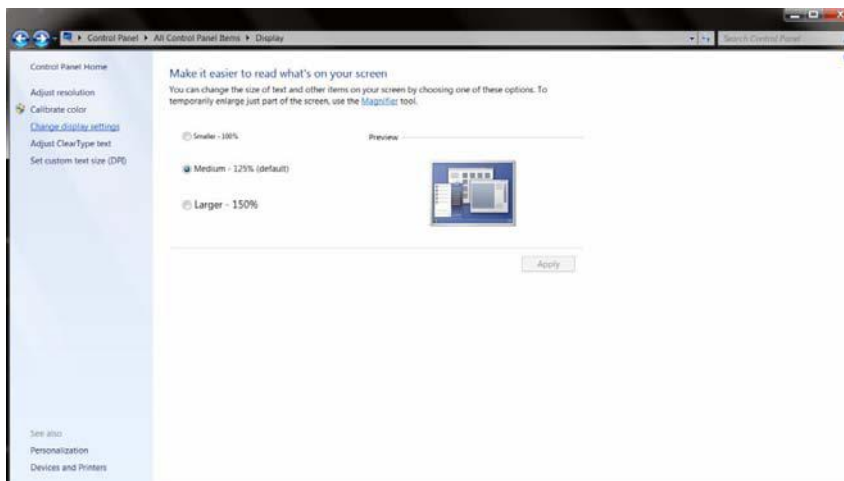 Control Panel All Control Panel Items Display
Search Control Panel
Control Panel Home
Adjust resolution
Calibrate color
Change display settings
Adjust ClearType text
Set custom text size (DPI)
See also
Personalization
Devices and Printers
Make it easier to read what's on your screen
You can change the size of text and other items on your screen by choosing one of these options. To
temporarily enlarge just part of the screen, use the Magnifier tool.
Smaller - 100%
Medium - 125% (default)
Larger - 150%
Preview
Apply